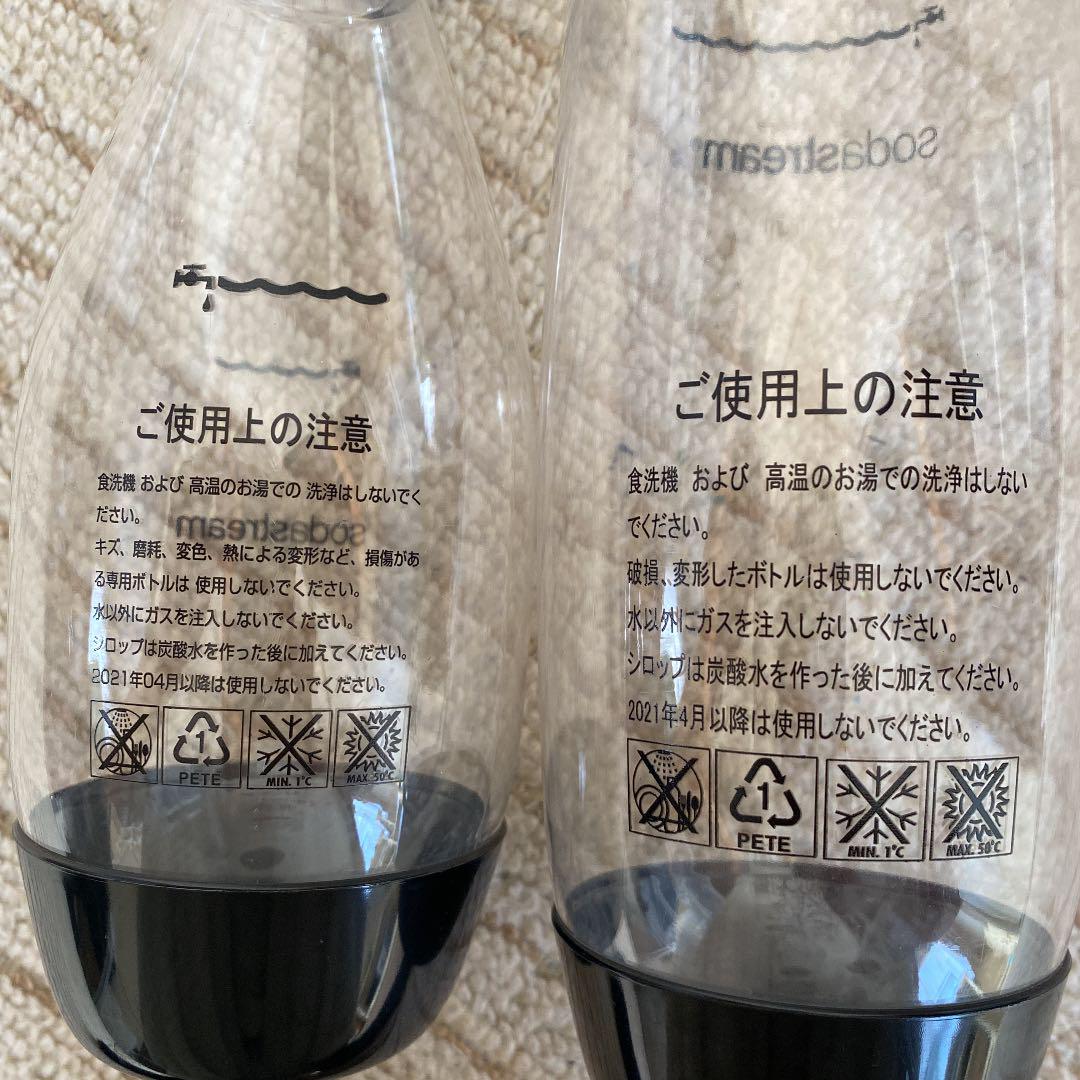 ご使用上の注意
食洗機 および 高温のお湯での 洗浄はしないでく
ださい。
sodastream
キズ、磨耗、変色、熱による変形など、損傷があ
る専用ボトルは 使用しないでください。
水以外にガスを注入しないでください。
シロップは炭酸水を作った後に加えてください。
2021年04月以降は使用しないでください。
1
PETE
MIN. 1°C
MAX. 50°C
sodastream
ご使用上の注意
食洗機 および 高温のお湯での洗浄はしない
でください。
破損、変形したボトルは使用しないでください。
水以外にガスを注入しないでください。
シロップは炭酸水を作った後に加えてください。
2021年4月以降は使用しないでください。
1
PETE
MIN. 1°C
MAX. 50°C